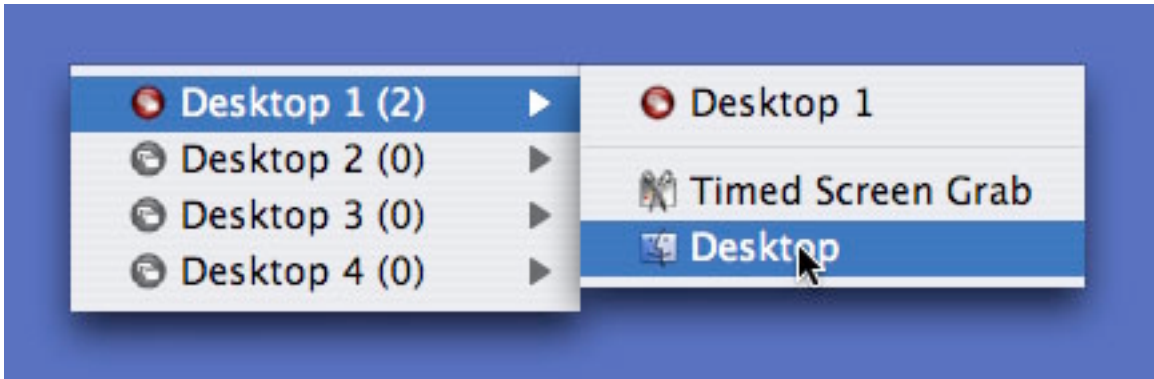 Desktop 1 (2)
Desktop 2 (0)
Desktop 3 (0)
Desktop 4 (0)
Desktop 1
Timed Screen Grab
Desktop